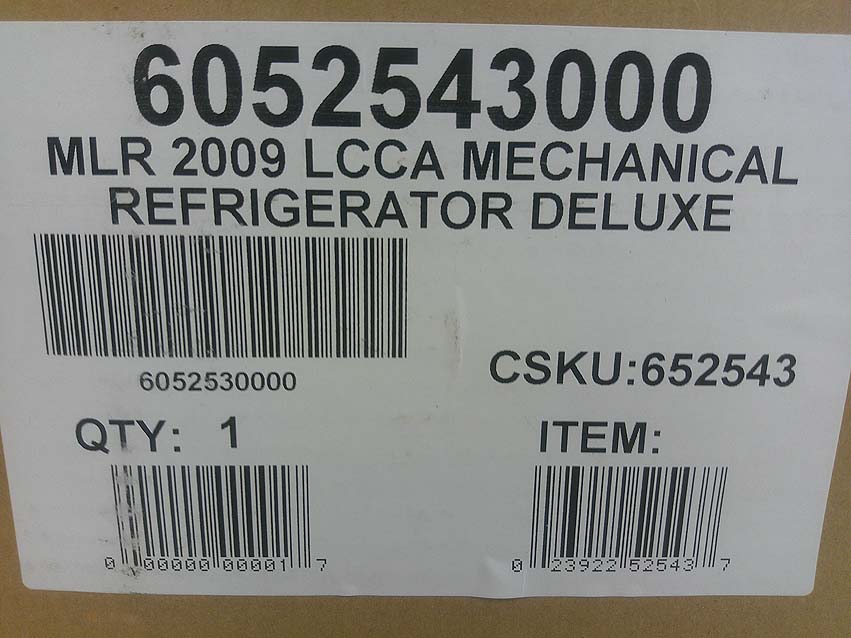 6052543000
MLR 2009 LCCA MECHANICAL
REFRIGERATOR DELUXE
6052530000
CSKU:652543
QTY: 1
ITEM:
0 00000 00001 7
0 23922 52543 7